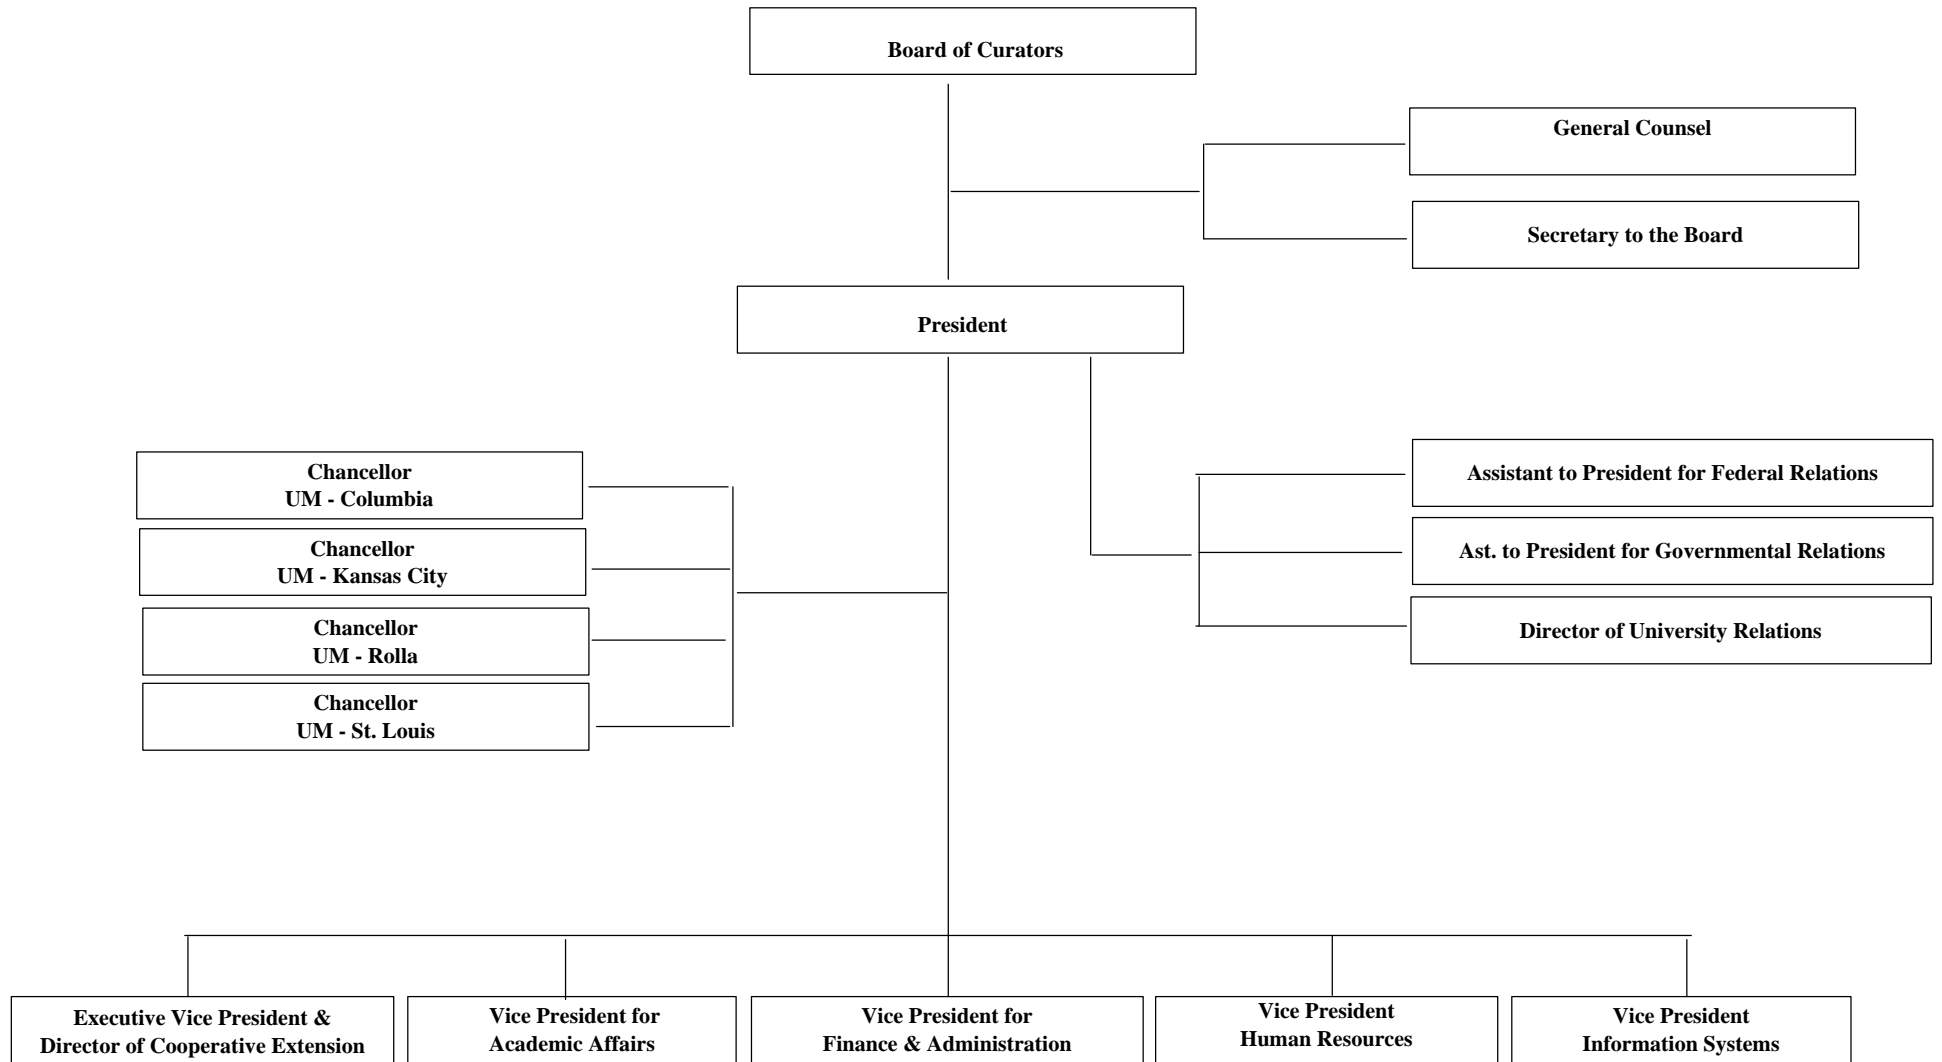 Board of Curators
General Counsel
Secretary to the Board
President
Chancellor
UM - Columbia
Chancellor
UM - Kansas City
Chancellor
UM - Rolla
Chancellor
UM - St. Louis
Assistant to President for Federal Relations
Ast. to President for Governmental Relations
Director of University Relations
Executive Vice President &
Director of Cooperative Extension
Vice President for
Academic Affairs
Vice President for
Finance & Administration
Vice President
Human Resources
Vice President
Information Systems